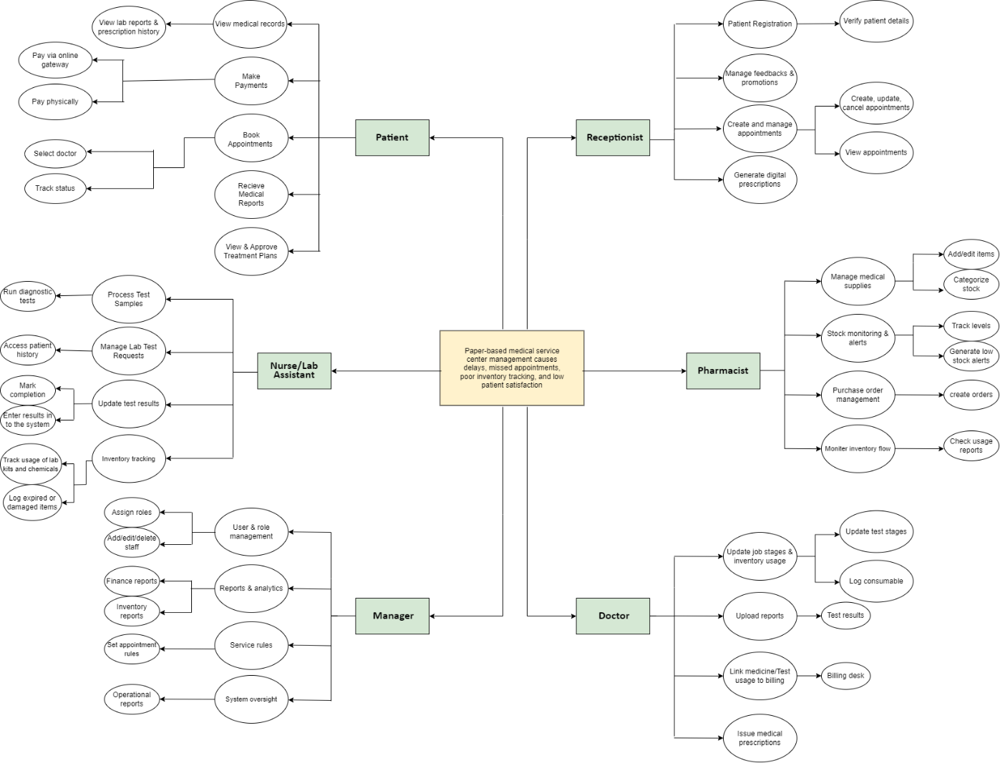 View lab reports &
prescription history
View medical records
Pay via online
gateway
Make
Payments
Pay physically
Book
Appointments
Select doctor
Track status
Recieve
Medical
Reports
View & Approve
Treatment Plans
Patient
Receptionist
Patient Registration
Verify patient details
Manage feedbacks &
promotions
Create and manage
appointments
Create, update,
cancel appointments
View appointments
Generate digital
prescriptions
Run diagnostic
tests
Process Test
Samples
Access patient
history
Manage Lab Test
Requests
Mark
completion
Update test results
Enter results in
to the system
Inventory tracking
Track usage of lab
kits and chemicals
Log expired or
damaged items
Nurse/Lab
Assistant
Paper-based medical service
center management causes
delays, missed appointments,
poor inventory tracking, and low
patient satisfaction
Pharmacist
Manage medical
supplies
Add/edit items
Categorize
stock
Stock monitoring &
alerts
Track levels
Generate low
stock alerts
Purchase order
management
create orders
Moniter inventory flow
Check usage
reports
Assign roles
User & role
management
Add/edit/delete
staff
Finance reports
Reports & analytics
Inventory
reports
Set appointment
rules
Service rules
Operational
reports
System oversight
Manager
Doctor
Update job stages &
inventory usage
Update test stages
Log consumable
Upload reports
Test results
Link medicine/Test
usage to billing
Billing desk
Issue medical
prescriptions